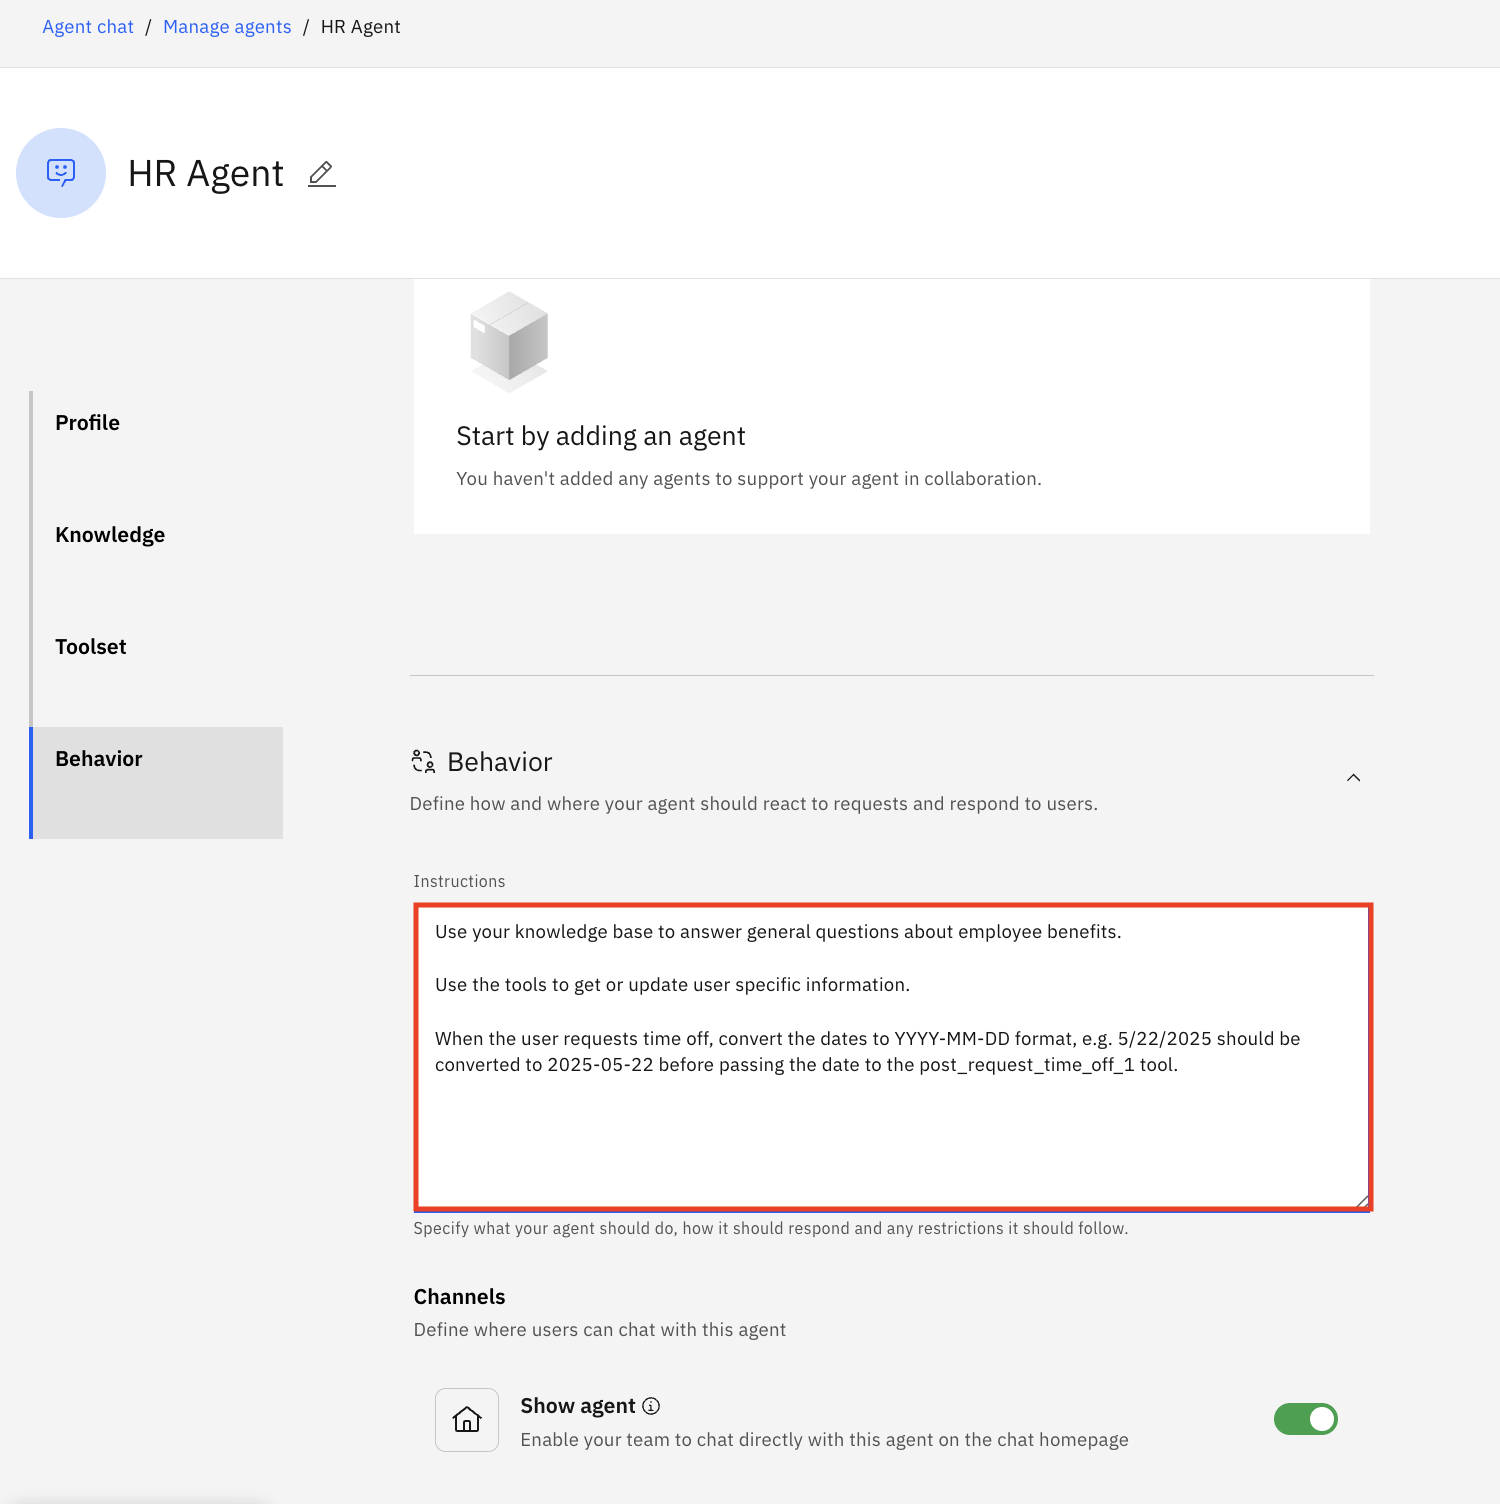 Agent chat / Manage agents / HR Agent
HR Agent
Start by adding an agent
You haven't added any agents to support your agent in collaboration.
Profile
Knowledge
Toolset
Behavior
Behavior
Define how and where your agent should react to requests and respond to users.
Instructions
Use your knowledge base to answer general questions about employee benefits.
Use the tools to get or update user specific information.
When the user requests time off, convert the dates to YYYY-MM-DD format, e.g. 5/22/2025 should be
converted to 2025-05-22 before passing the date to the post_request_time_off_1 tool.
Specify what your agent should do, how it should respond and any restrictions it should follow.
Channels
Define where users can chat with this agent
Show agent
Enable your team to chat directly with this agent on the chat homepage